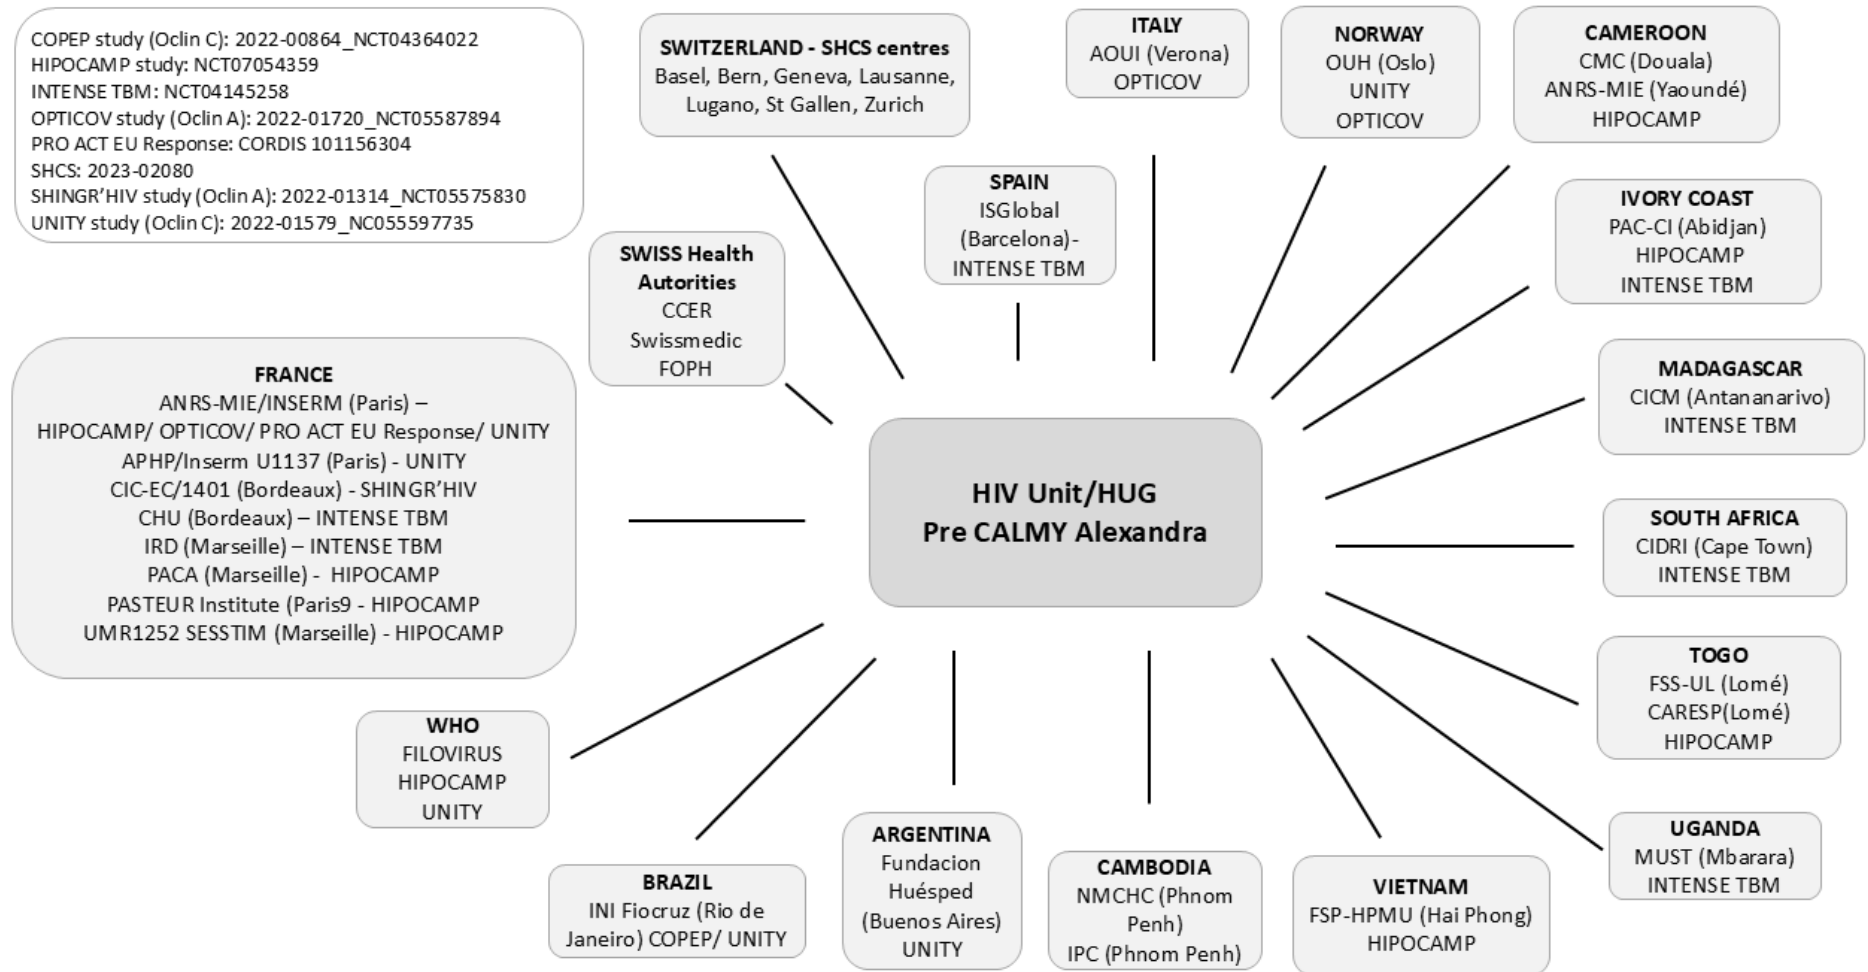 COPEP study (Oclin C): 2022-00864_NCT04364022
HIPOCAMP study: NCT07054359
INTENSE TBM: NCT04145258
OPTICOV study (Oclin A): 2022-01720_NCT05587894
PRO ACT EU Response: CORDIS 101156304
SHCS: 2023-02080
SHINGR’HIV study (Oclin A): 2022-01314_NCT05575830
UNITY study (Oclin C): 2022-01579_NC055597735
SWITZERLAND - SHCS centres
Basel, Bern, Geneva, Lausanne,
Lugano, St Gallen, Zurich
ITALY
AOUI (Verona)
OPTICOV
NORWAY
OUH (Oslo)
UNITY
OPTICOV
CAMEROON
CMC (Douala)
ANRS-MIE (Yaoundé)
HIPOCAMP
SPAIN
ISGlobal
(Barcelona)-
INTENSE TBM
IVORY COAST
PAC-CI (Abidjan)
HIPOCAMP
INTENSE TBM
SWISS Health
Autorities
CCER
Swissmedic
FOPH
FRANCE
ANRS-MIE/INSERM (Paris) –
HIPOCAMP/ OPTICOV/ PRO ACT EU Response/ UNITY
APHP/Inserm U1137 (Paris) - UNITY
CIC-EC/1401 (Bordeaux) - SHINGR’HIV
CHU (Bordeaux) – INTENSE TBM
IRD (Marseille) – INTENSE TBM
PACA (Marseille) -  HIPOCAMP
PASTEUR Institute (Paris9 - HIPOCAMP
UMR1252 SESSTIM (Marseille) - HIPOCAMP
MADAGASCAR
CICM (Antananarivo)
INTENSE TBM
HIV Unit/HUG
Pre CALMY Alexandra
SOUTH AFRICA
CIDRI (Cape Town)
INTENSE TBM
TOGO
FSS-UL (Lomé)
CARESP(Lomé)
HIPOCAMP
WHO
FILOVIRUS
HIPOCAMP
UNITY
BRAZIL
INI Fiocruz (Rio de
Janeiro) COPEP/ UNITY
ARGENTINA
Fundacion
Huésped
(Buenos Aires)
UNITY
CAMBODIA
NMCHC (Phnom
Penh)
IPC (Phnom Penh)
VIETNAM
FSP-HPMU (Hai Phong)
HIPOCAMP
UGANDA
MUST (Mbarara)
INTENSE TBM